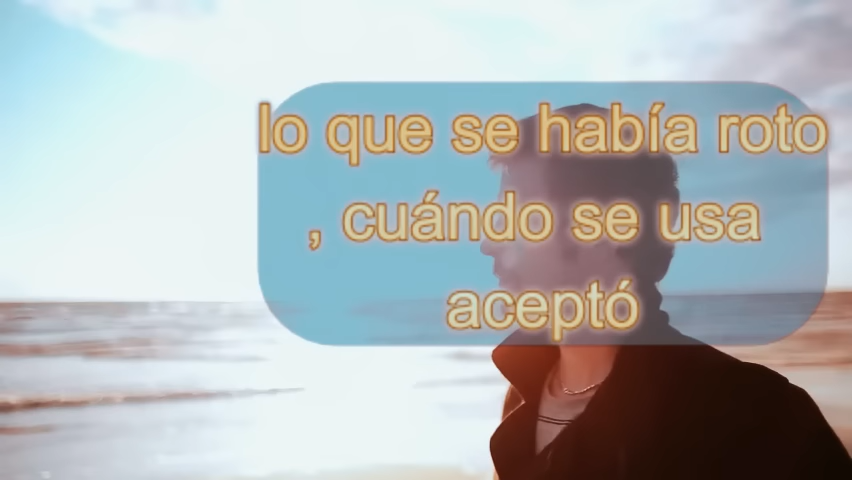 lo que se había roto
, cuándo se usa
aceptó